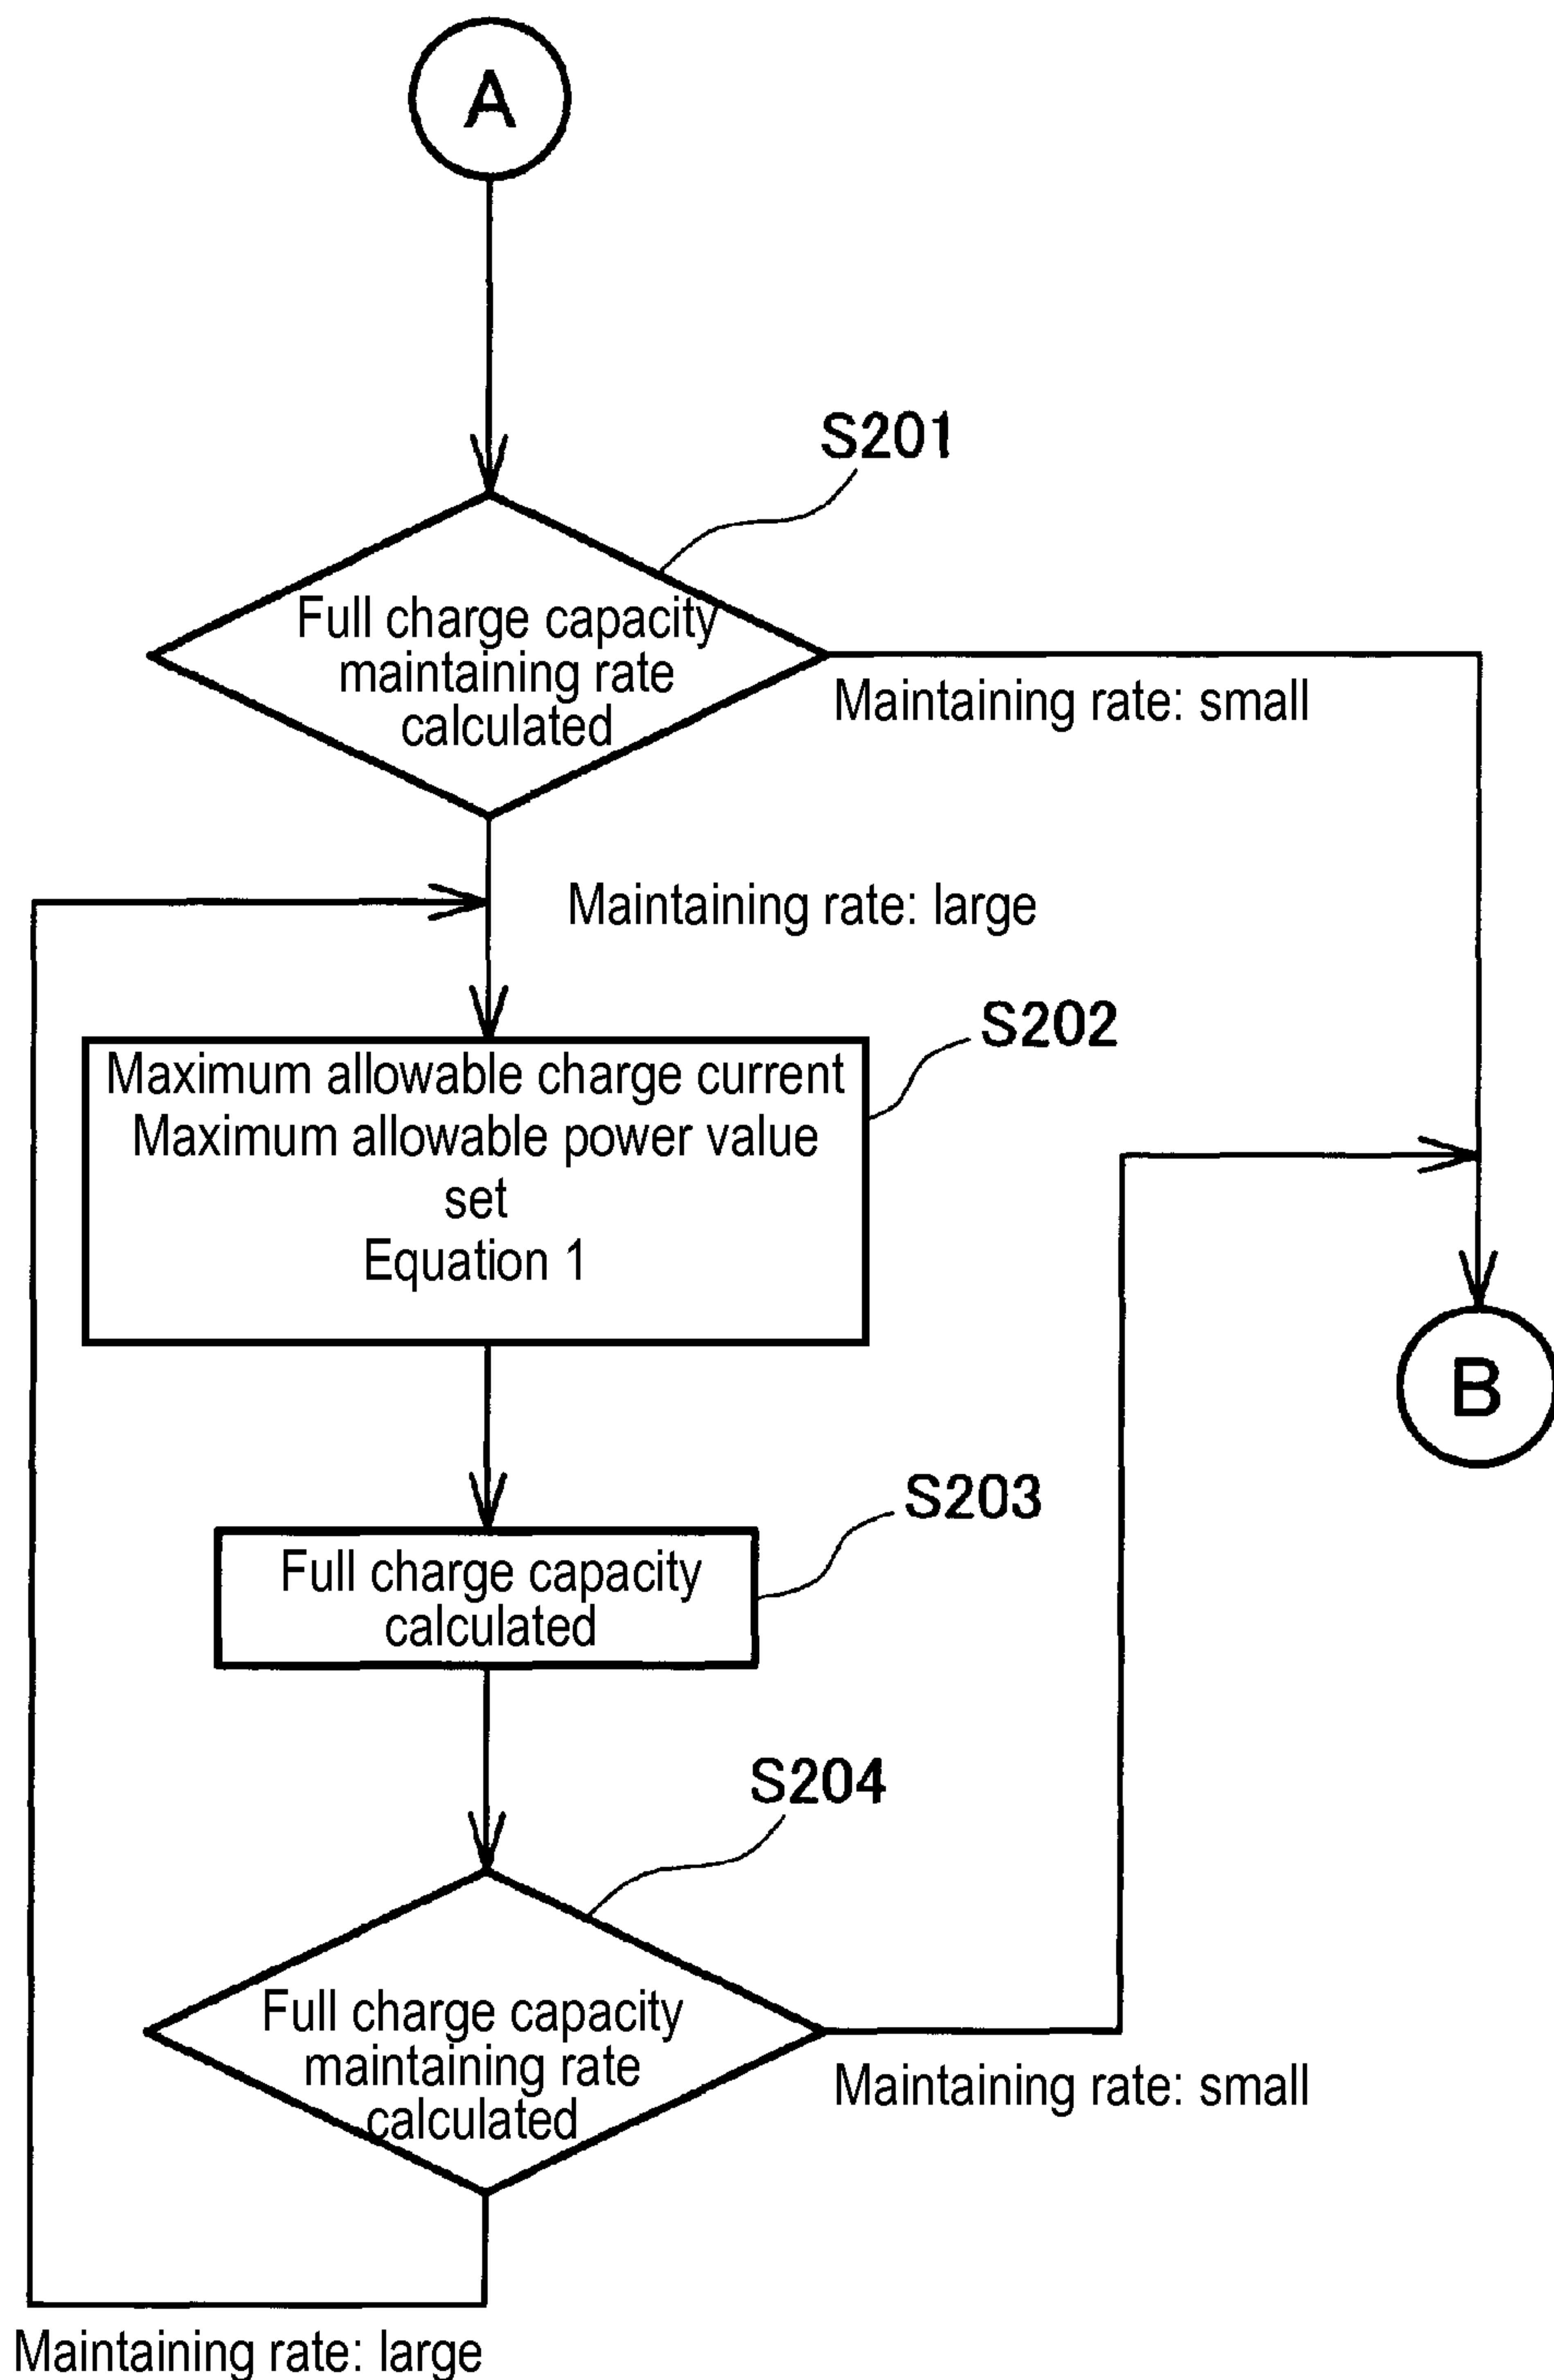 A
S201
Full charge capacity
maintaining rate
calculated
Maintaining rate: small
Maintaining rate: large
S202
Maximum allowable charge current
Maximum allowable power value
set
Equation 1
B
S203
Full charge capacity
calculated
S204
Full charge capacity
maintaining rate
calculated
Maintaining rate: small
Maintaining rate: large